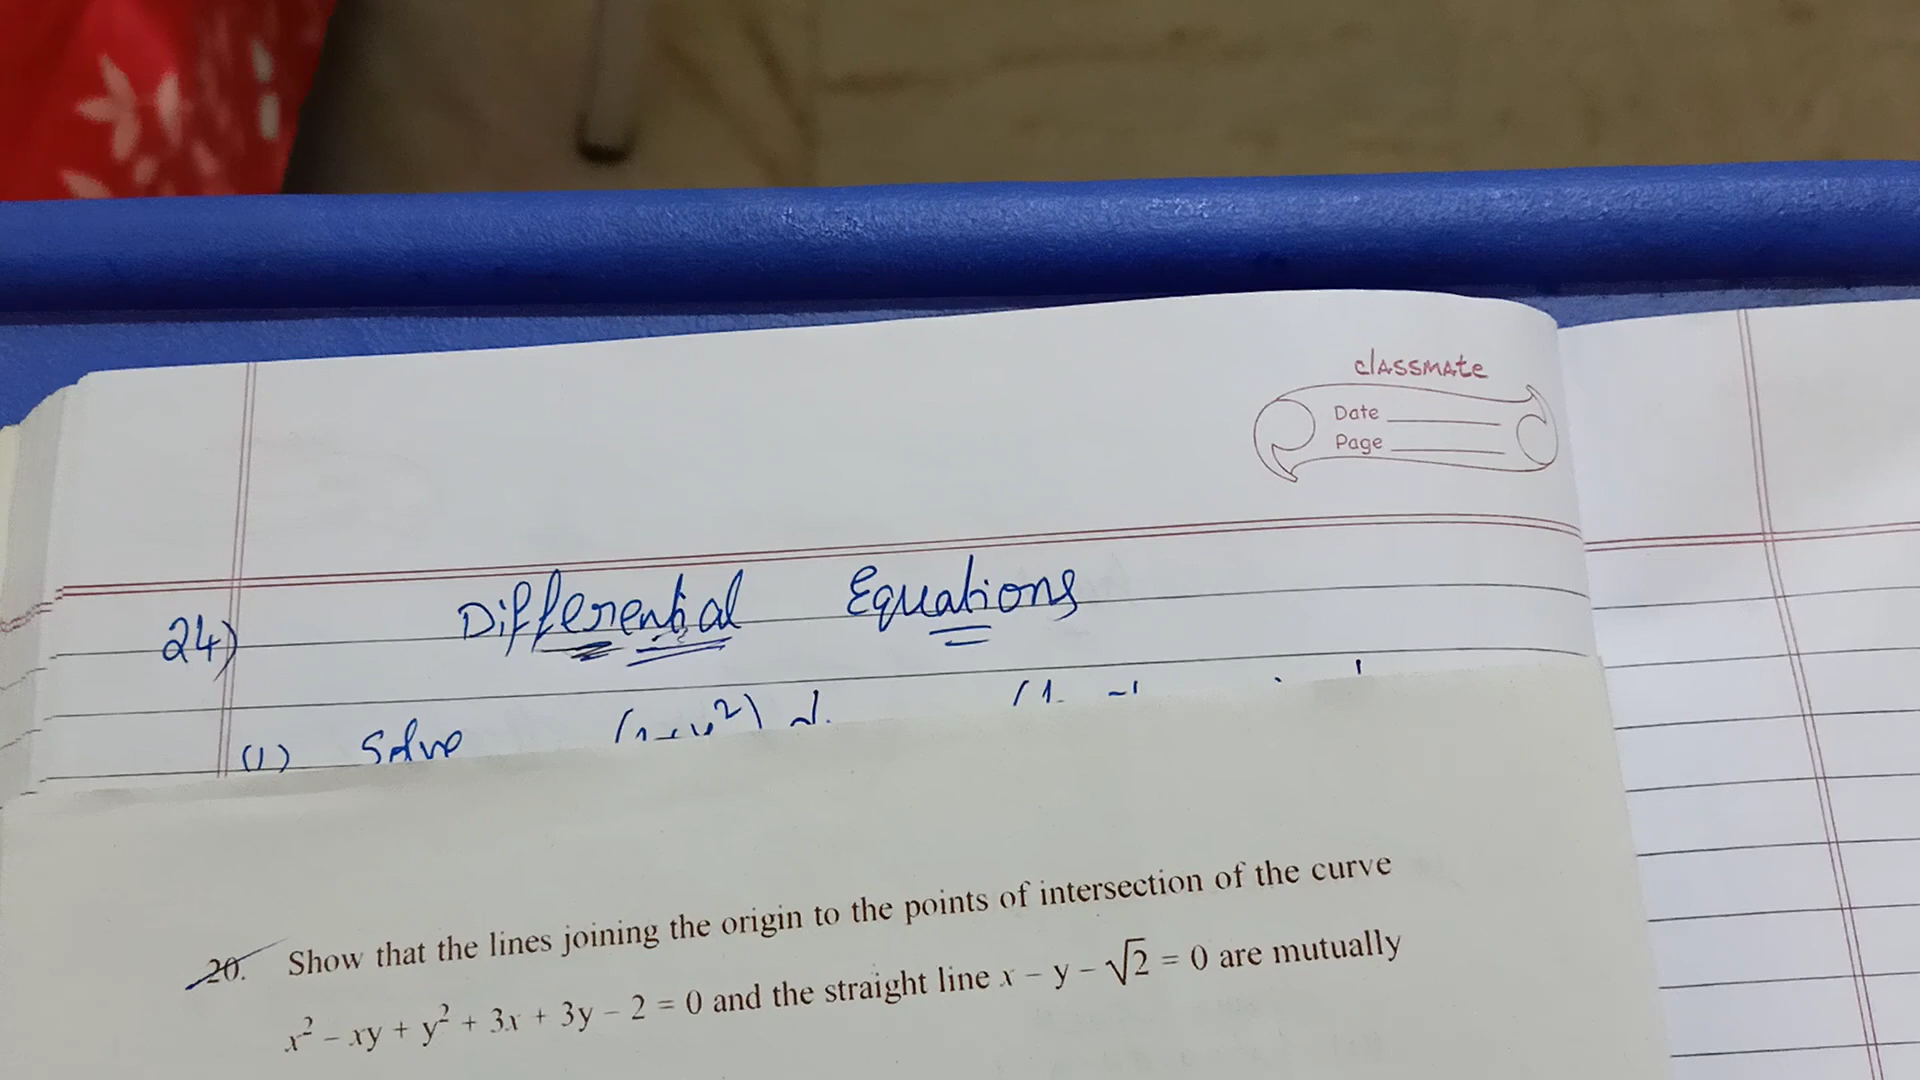 classmate
Date
Page
24) Differential Equations
(1) Solve
20. Show that the lines joining the origin to the points of intersection of the curve
x² − xy + y² + 3x + 3y − 2 = 0 and the straight line x − y − √2 = 0 are mutually